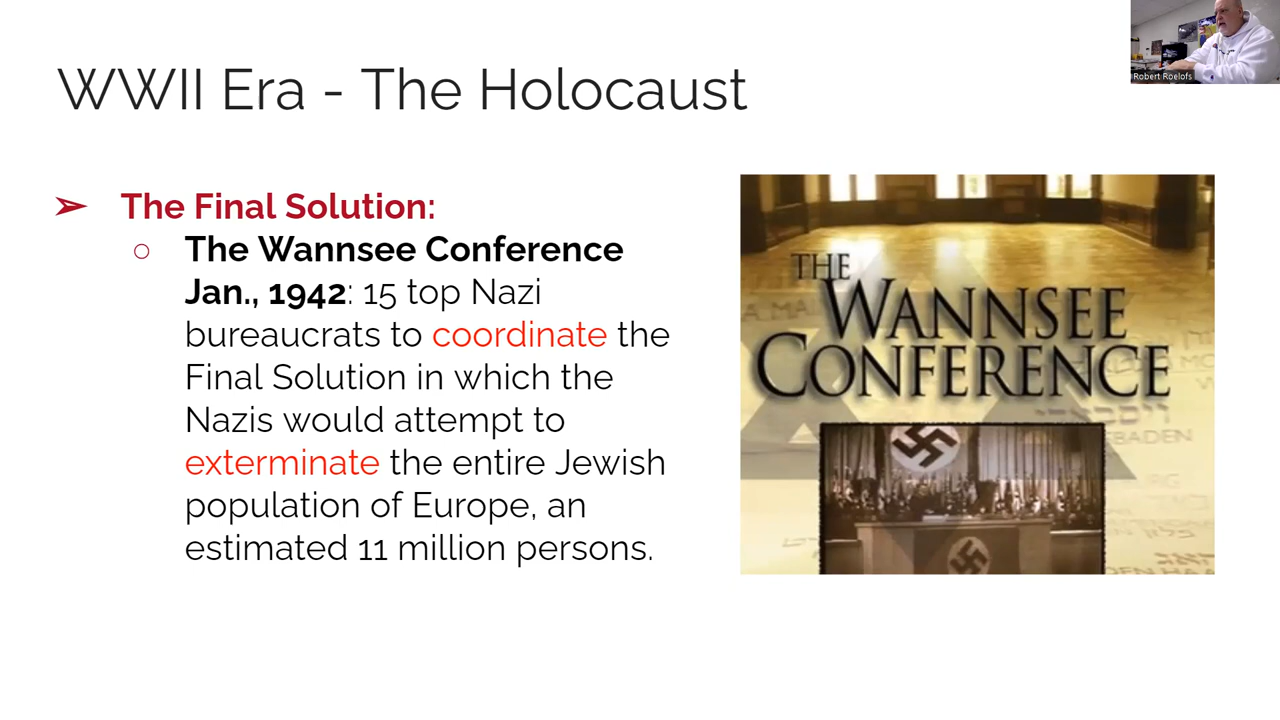 Robert Roelofs
WWII Era - The Holocaust
➢ The Final Solution:
○ The Wannsee Conference
Jan., 1942: 15 top Nazi
bureaucrats to coordinate the
Final Solution in which the
Nazis would attempt to
exterminate the entire Jewish
population of Europe, an
estimated 11 million persons.
THE
WANNSEE
CONFERENCE